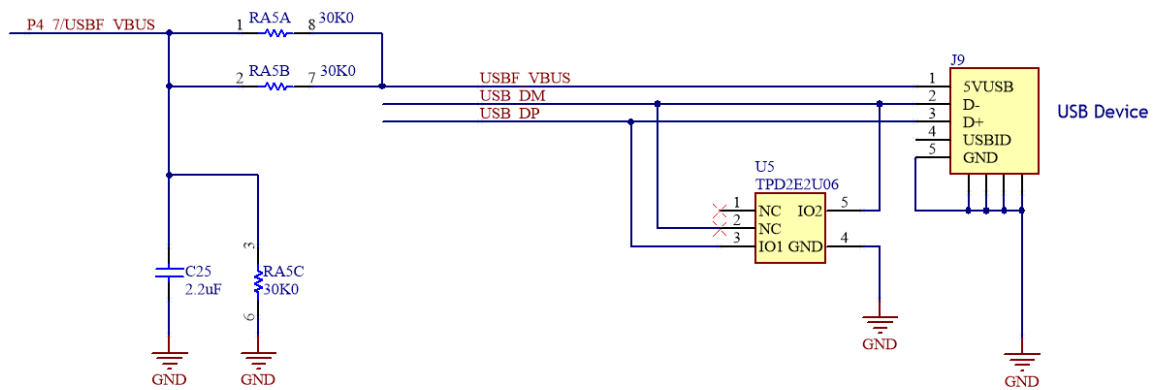 P4_7/USBF_VBUS
1 RA5A 8 30K0
2 RA5B 7 30K0
USBF_VBUS
USB_DM
USB_DP
J9
1 5VUSB
2 D-
3 D+
4 USBID
5 GND
USB Device
U5
TPD2E2U06
1 NC IO2 5
2 NC
3 IO1 GND 4
C25
2.2uF
3
RA5C
30K0
6
GND
GND
GND
GND